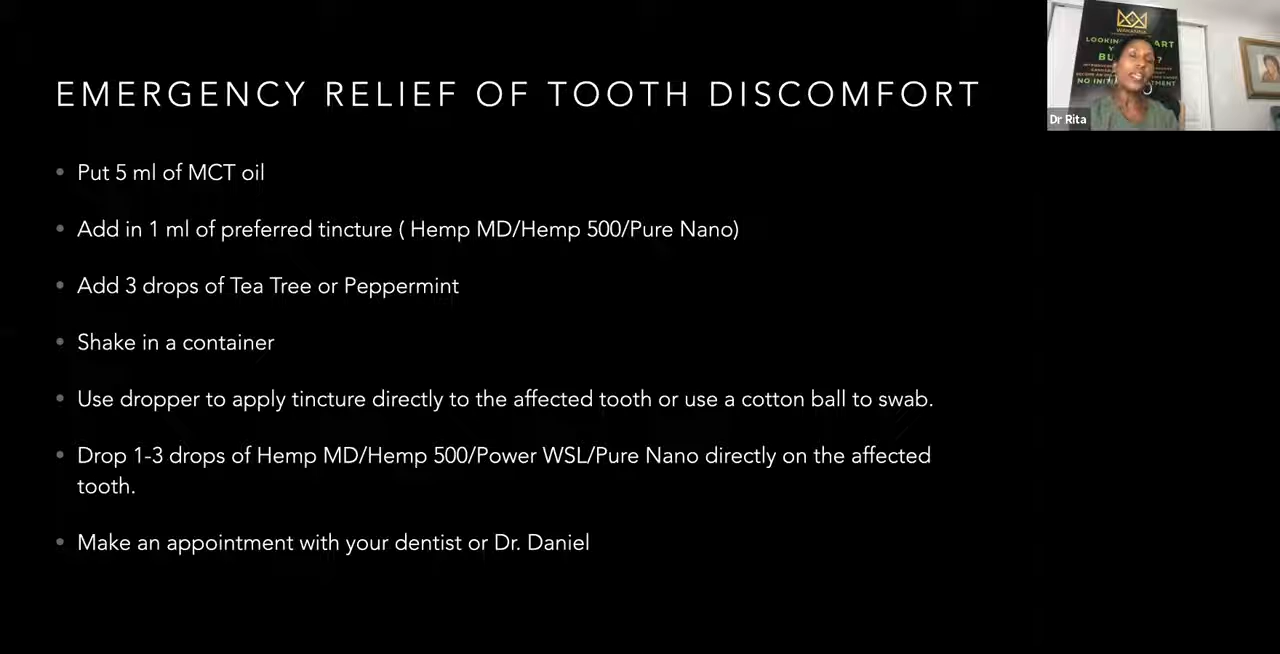 EMERGENCY RELIEF OF TOOTH DISCOMFORT
• Put 5 ml of MCT oil
• Add in 1 ml of preferred tincture ( Hemp MD/Hemp 500/Pure Nano)
• Add 3 drops of Tea Tree or Peppermint
• Shake in a container
• Use dropper to apply tincture directly to the affected tooth or use a cotton ball to swab.
• Drop 1-3 drops of Hemp MD/Hemp 500/Power WSL/Pure Nano directly on the affected
tooth.
• Make an appointment with your dentist or Dr. Daniel
Dr Rita